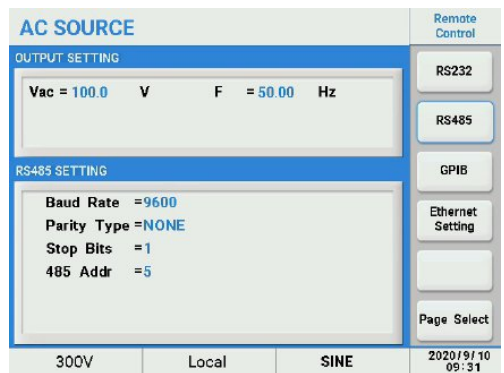 AC SOURCE
OUTPUT SETTING
Vac = 100.0 V F = 50.00 Hz
RS485 SETTING
Baud Rate =9600
Parity Type =NONE
Stop Bits =1
485 Addr =5
300V Local SINE
Remote
Control
RS232
RS485
GPIB
Ethernet
Setting
Page Select
2020/9/10
09:31